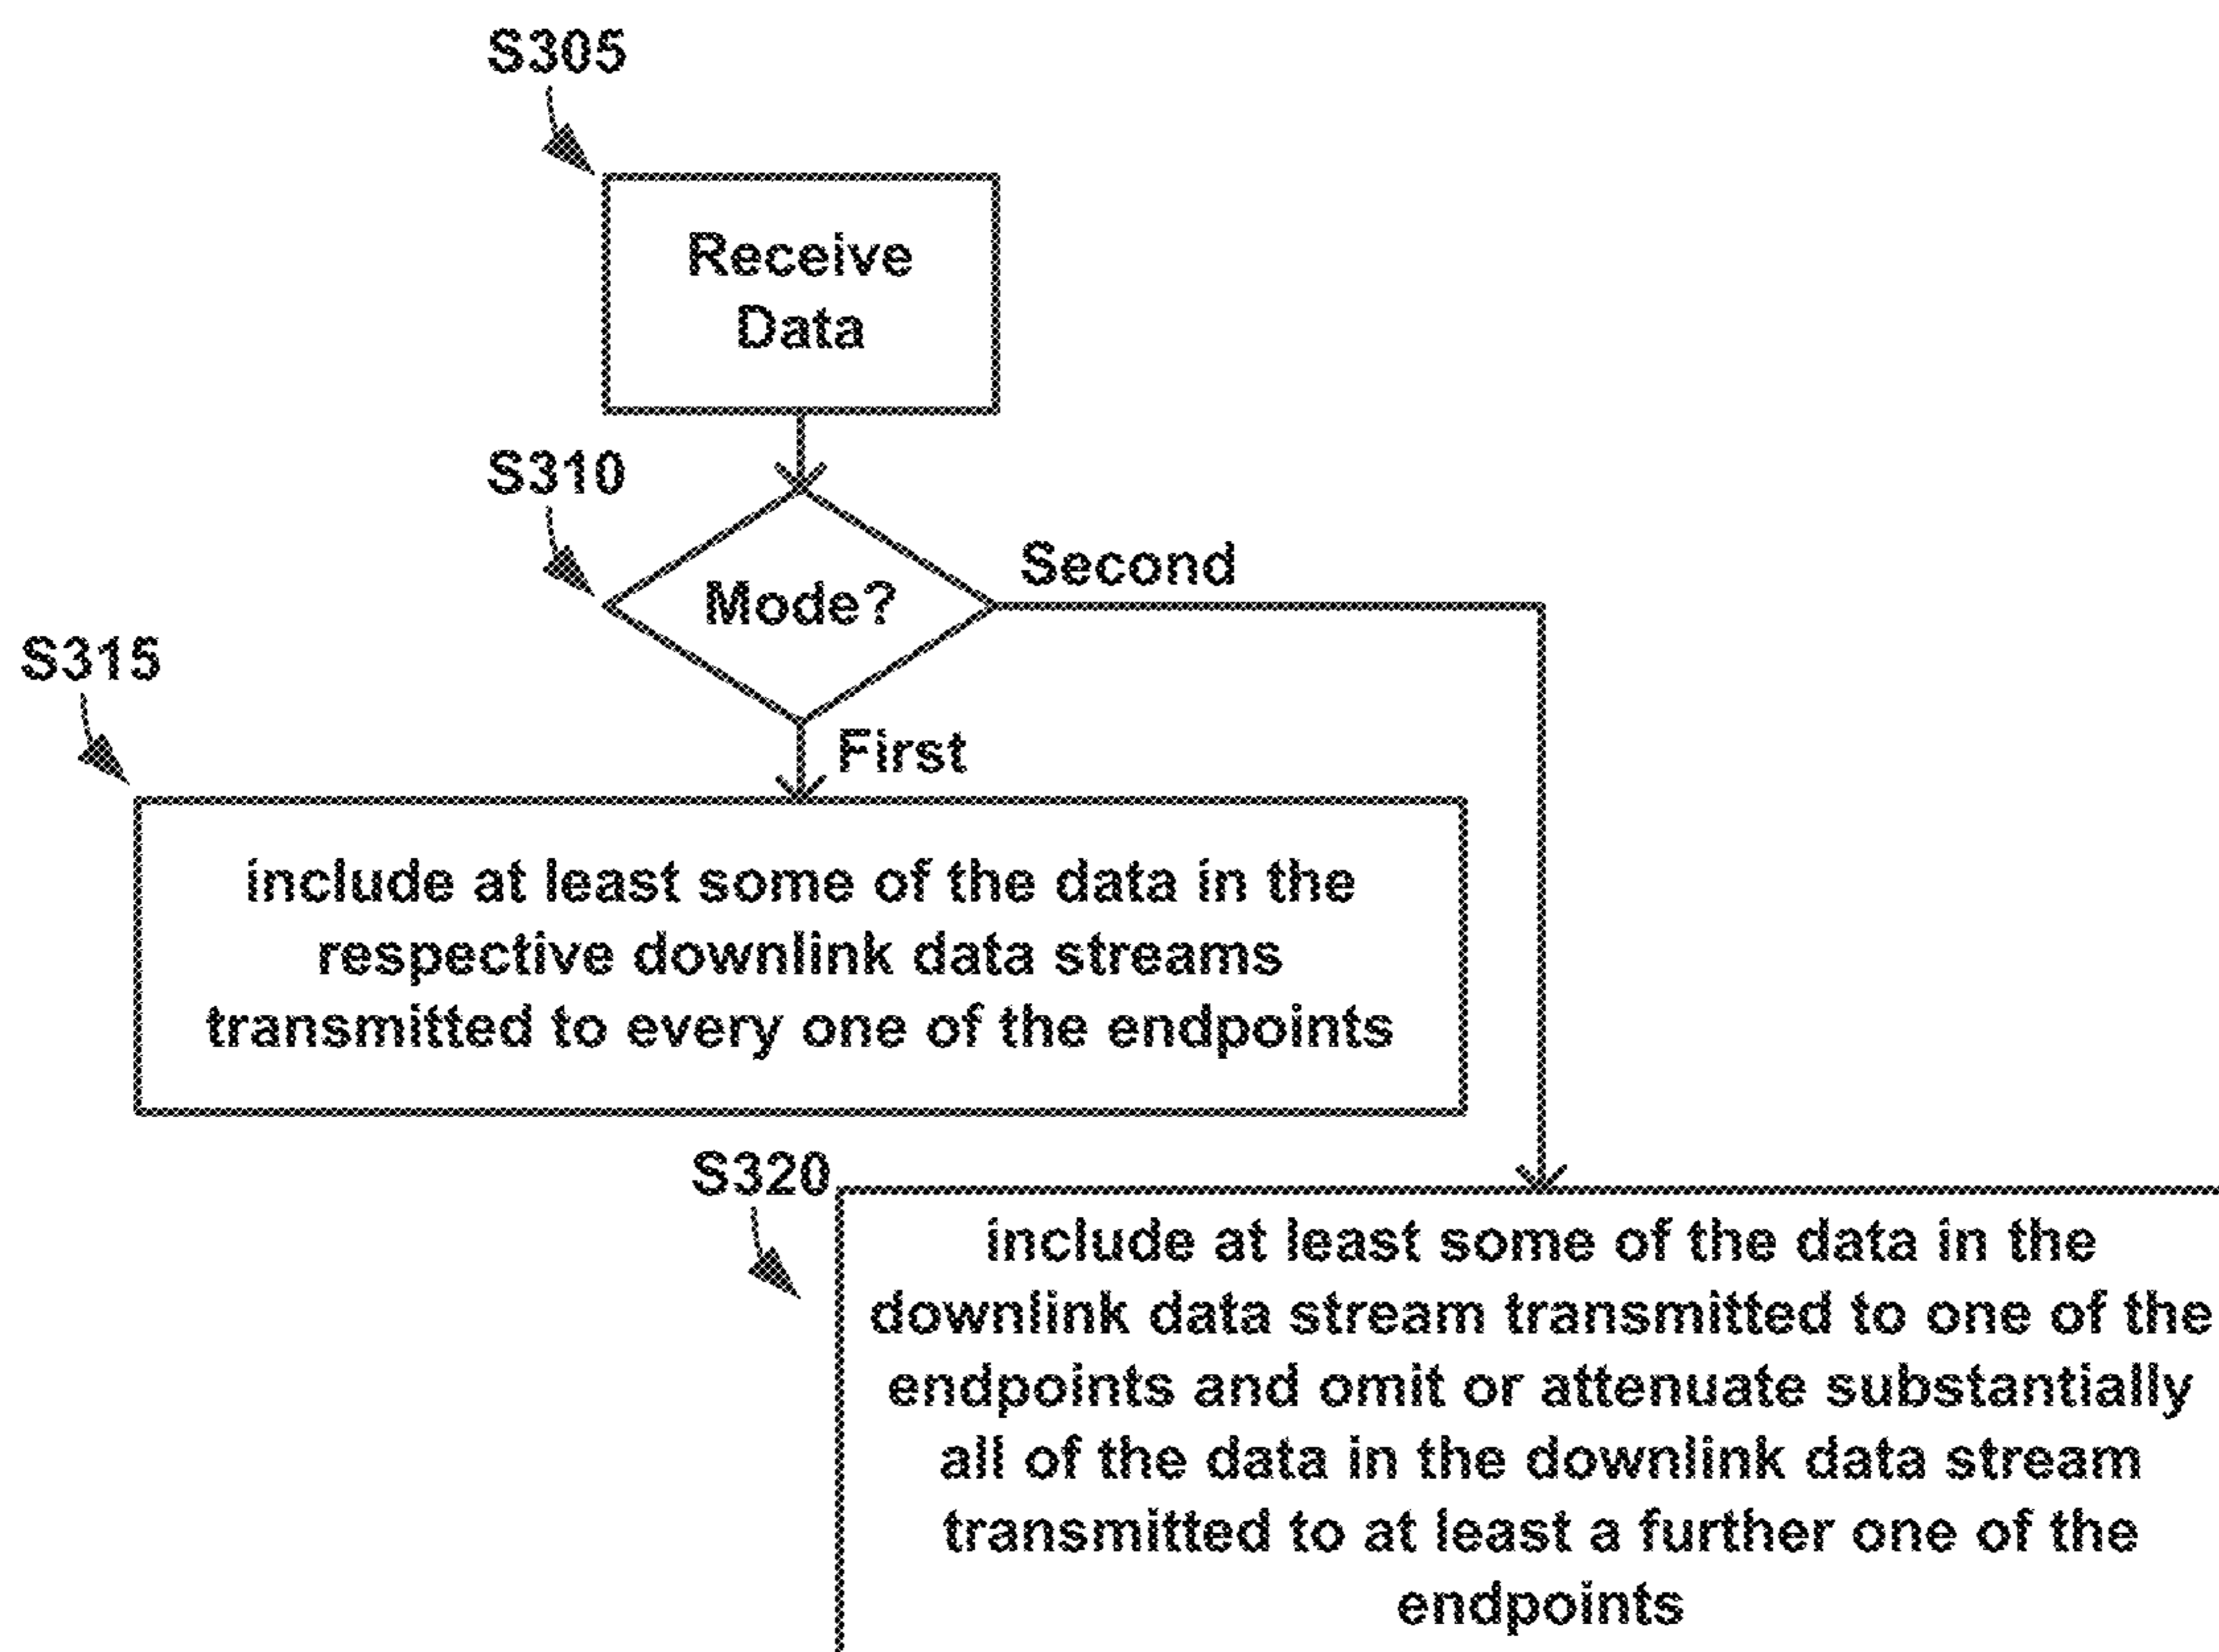 S305
Receive
Data
S310
Mode?
Second
First
S315
include at least some of the data in the
respective downlink data streams
transmitted to every one of the endpoints
S320
include at least some of the data in the
downlink data stream transmitted to one of the
endpoints and omit or attenuate substantially
all of the data in the downlink data stream
transmitted to at least a further one of the
endpoints